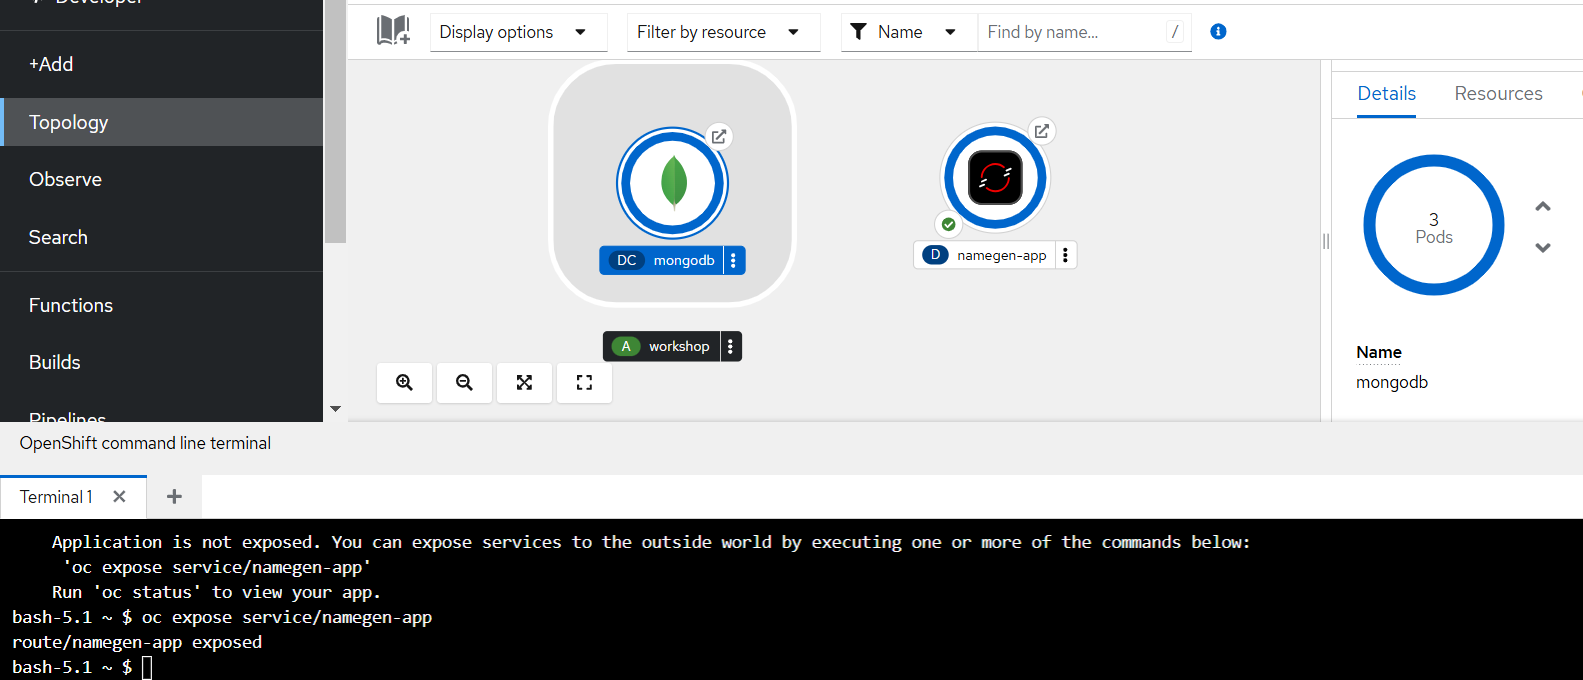 Developer
+Add
Topology
Observe
Search
Functions
Builds
Pipelines
Display options
Filter by resource
Name
Find by name...
/
DC mongodb
A workshop
D namegen-app
Details
Resources
3
Pods
Name
mongodb
OpenShift command line terminal
Terminal 1
Application is not exposed. You can expose services to the outside world by executing one or more of the commands below:
'oc expose service/namegen-app'
Run 'oc status' to view your app.
bash-5.1 ~ $ oc expose service/namegen-app
route/namegen-app exposed
bash-5.1 ~ $